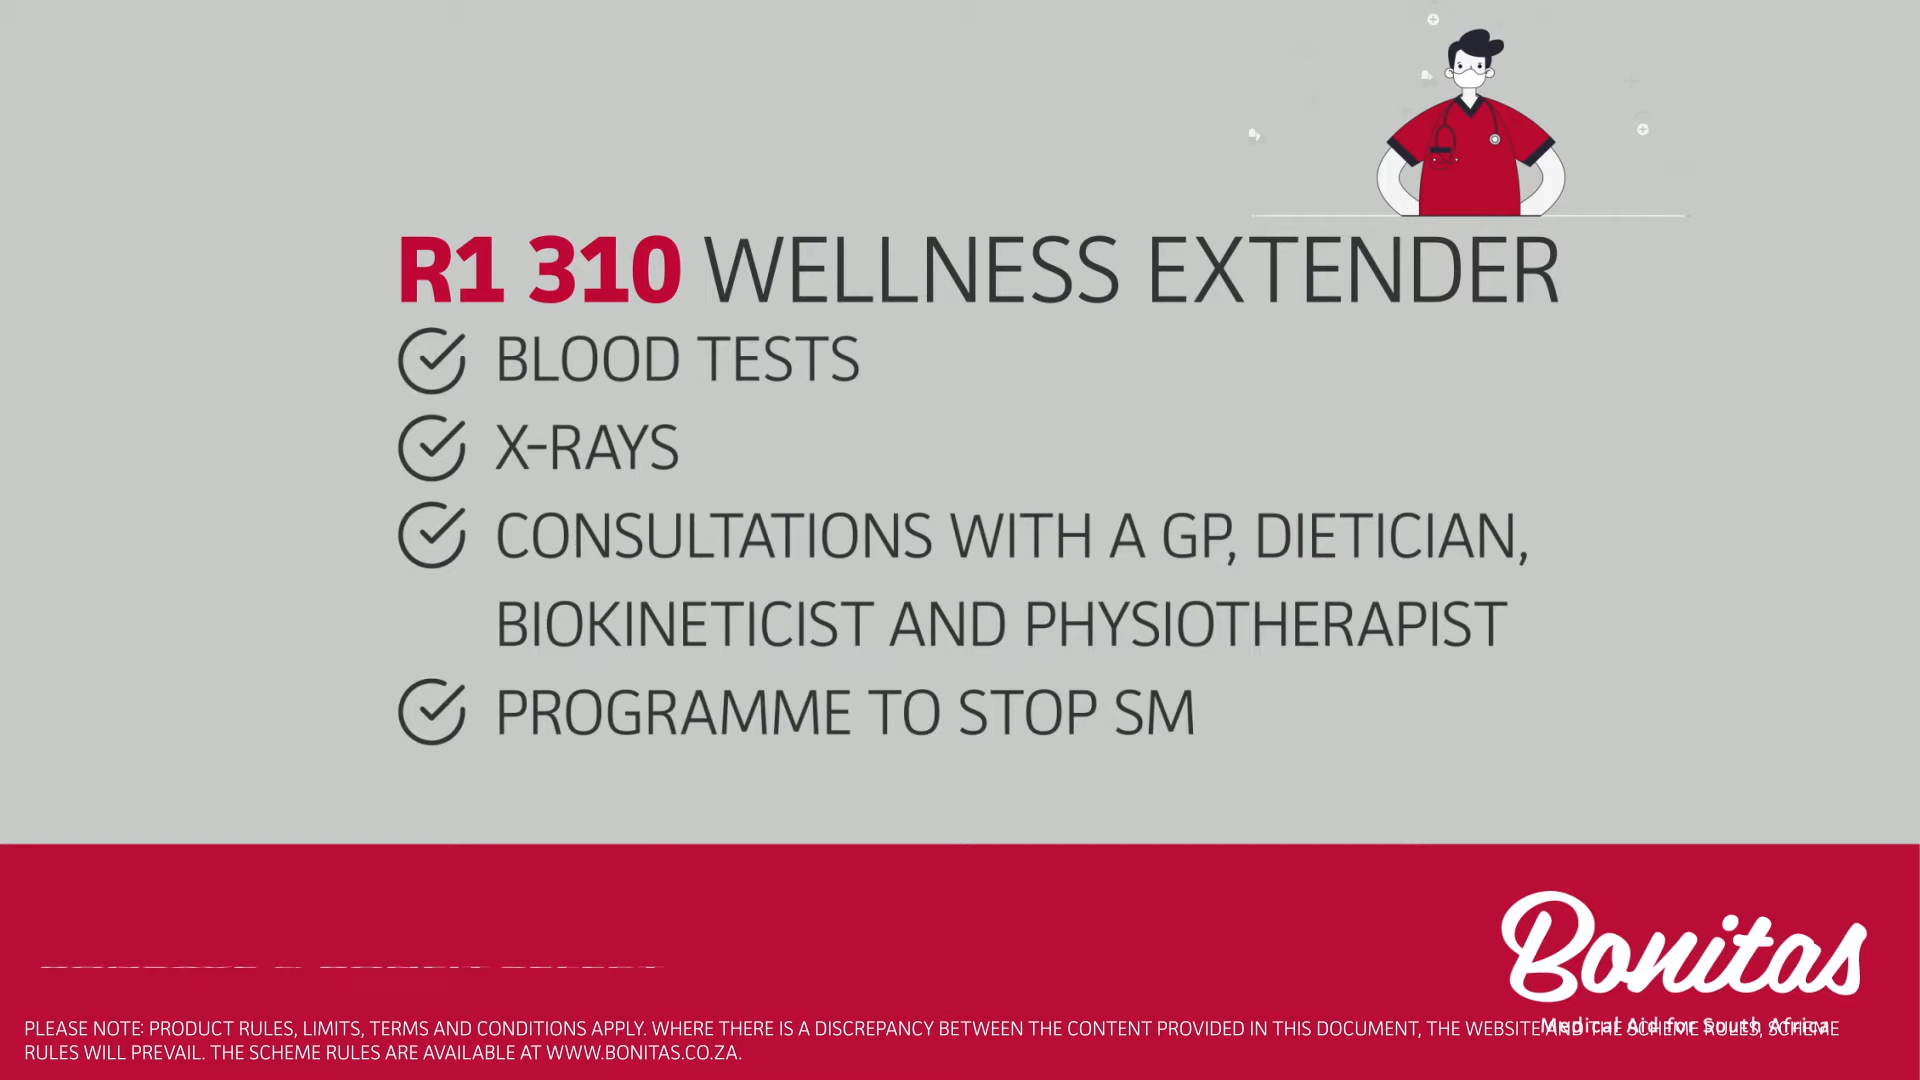 R1 310 WELLNESS EXTENDER
BLOOD TESTS
X-RAYS
CONSULTATIONS WITH A GP, DIETICIAN,
BIOKINETICIST AND PHYSIOTHERAPIST
PROGRAMME TO STOP SM
Bonitas
Medical Aid for South Africa
PLEASE NOTE: PRODUCT RULES, LIMITS, TERMS AND CONDITIONS APPLY. WHERE THERE IS A DISCREPANCY BETWEEN THE CONTENT PROVIDED IN THIS DOCUMENT, THE WEBSITE AND THE SCHEME RULES, SCHEME
RULES WILL PREVAIL. THE SCHEME RULES ARE AVAILABLE AT WWW.BONITAS.CO.ZA.